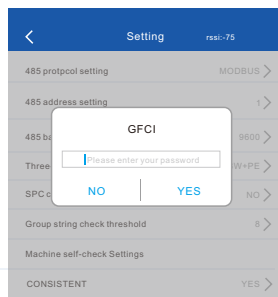 Setting rssi:-75
485 protpcol setting MODBUS
485 address setting 1
GFCI
485 ba 9600
Please enter your password
Three W+PE
NO YES
SPC c NO
Group string check threshold 8
Machine self-check Settings
CONSISTENT YES